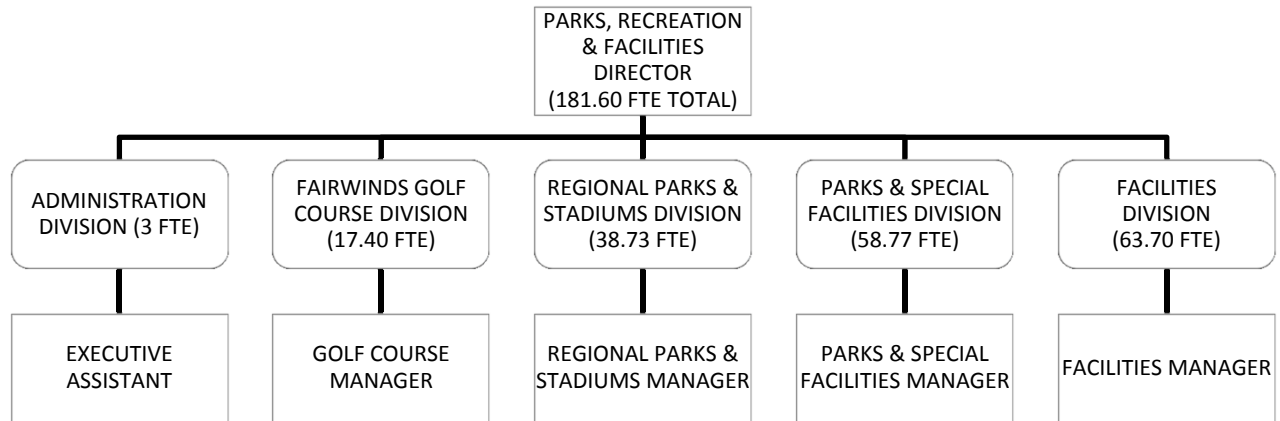 PARKS, RECREATION
& FACILITIES
DIRECTOR
(181.60 FTE TOTAL)
ADMINISTRATION
DIVISION (3 FTE)
FAIRWINDS GOLF
COURSE DIVISION
(17.40 FTE)
REGIONAL PARKS &
STADIUMS DIVISION
(38.73 FTE)
PARKS & SPECIAL
FACILITIES DIVISION
(58.77 FTE)
FACILITIES
DIVISION
(63.70 FTE)
EXECUTIVE
ASSISTANT
GOLF COURSE
MANAGER
REGIONAL PARKS &
STADIUMS MANAGER
PARKS & SPECIAL
FACILITIES MANAGER
FACILITIES MANAGER